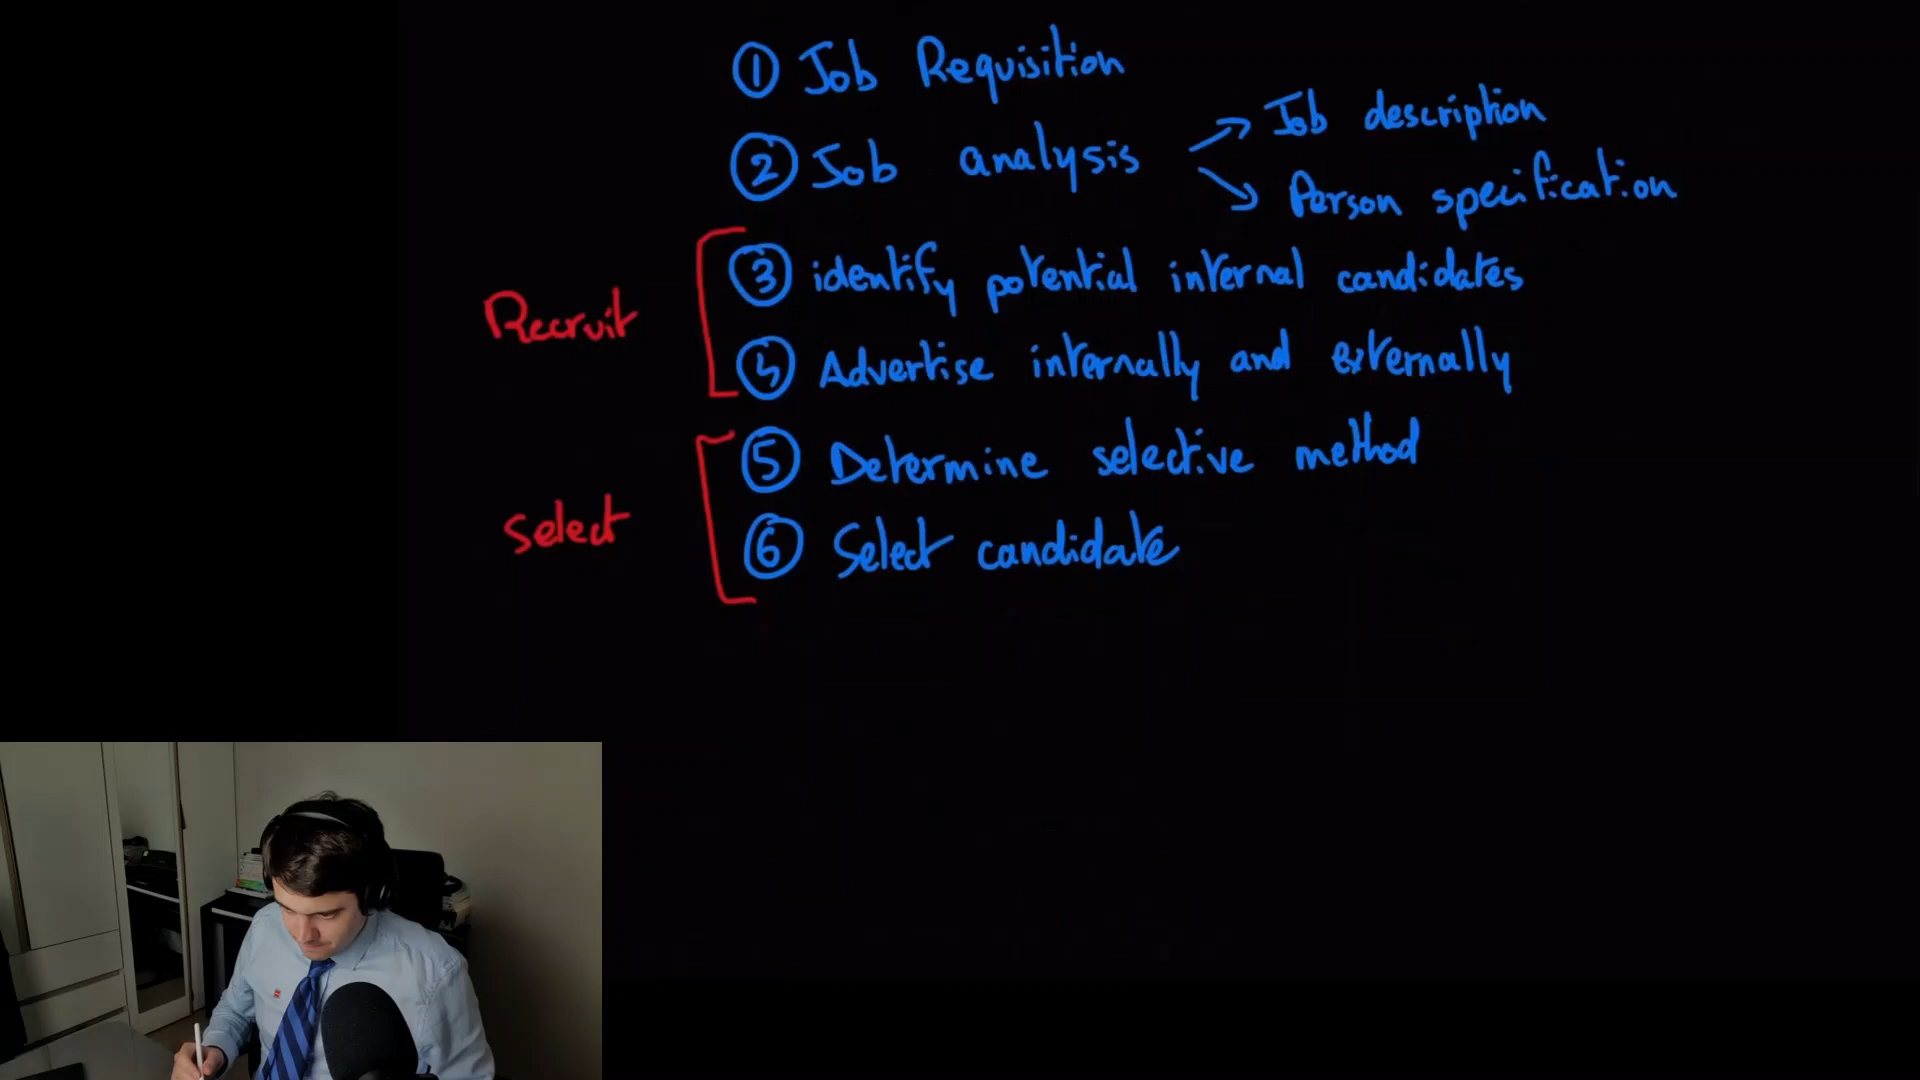 ① Job Requisition
② Job analysis → Job description
→ Person specification
③ identify potential internal candidates
Recruit
④ Advertise internally and externally
⑤ Determine selective method
Select
⑥ Select candidate